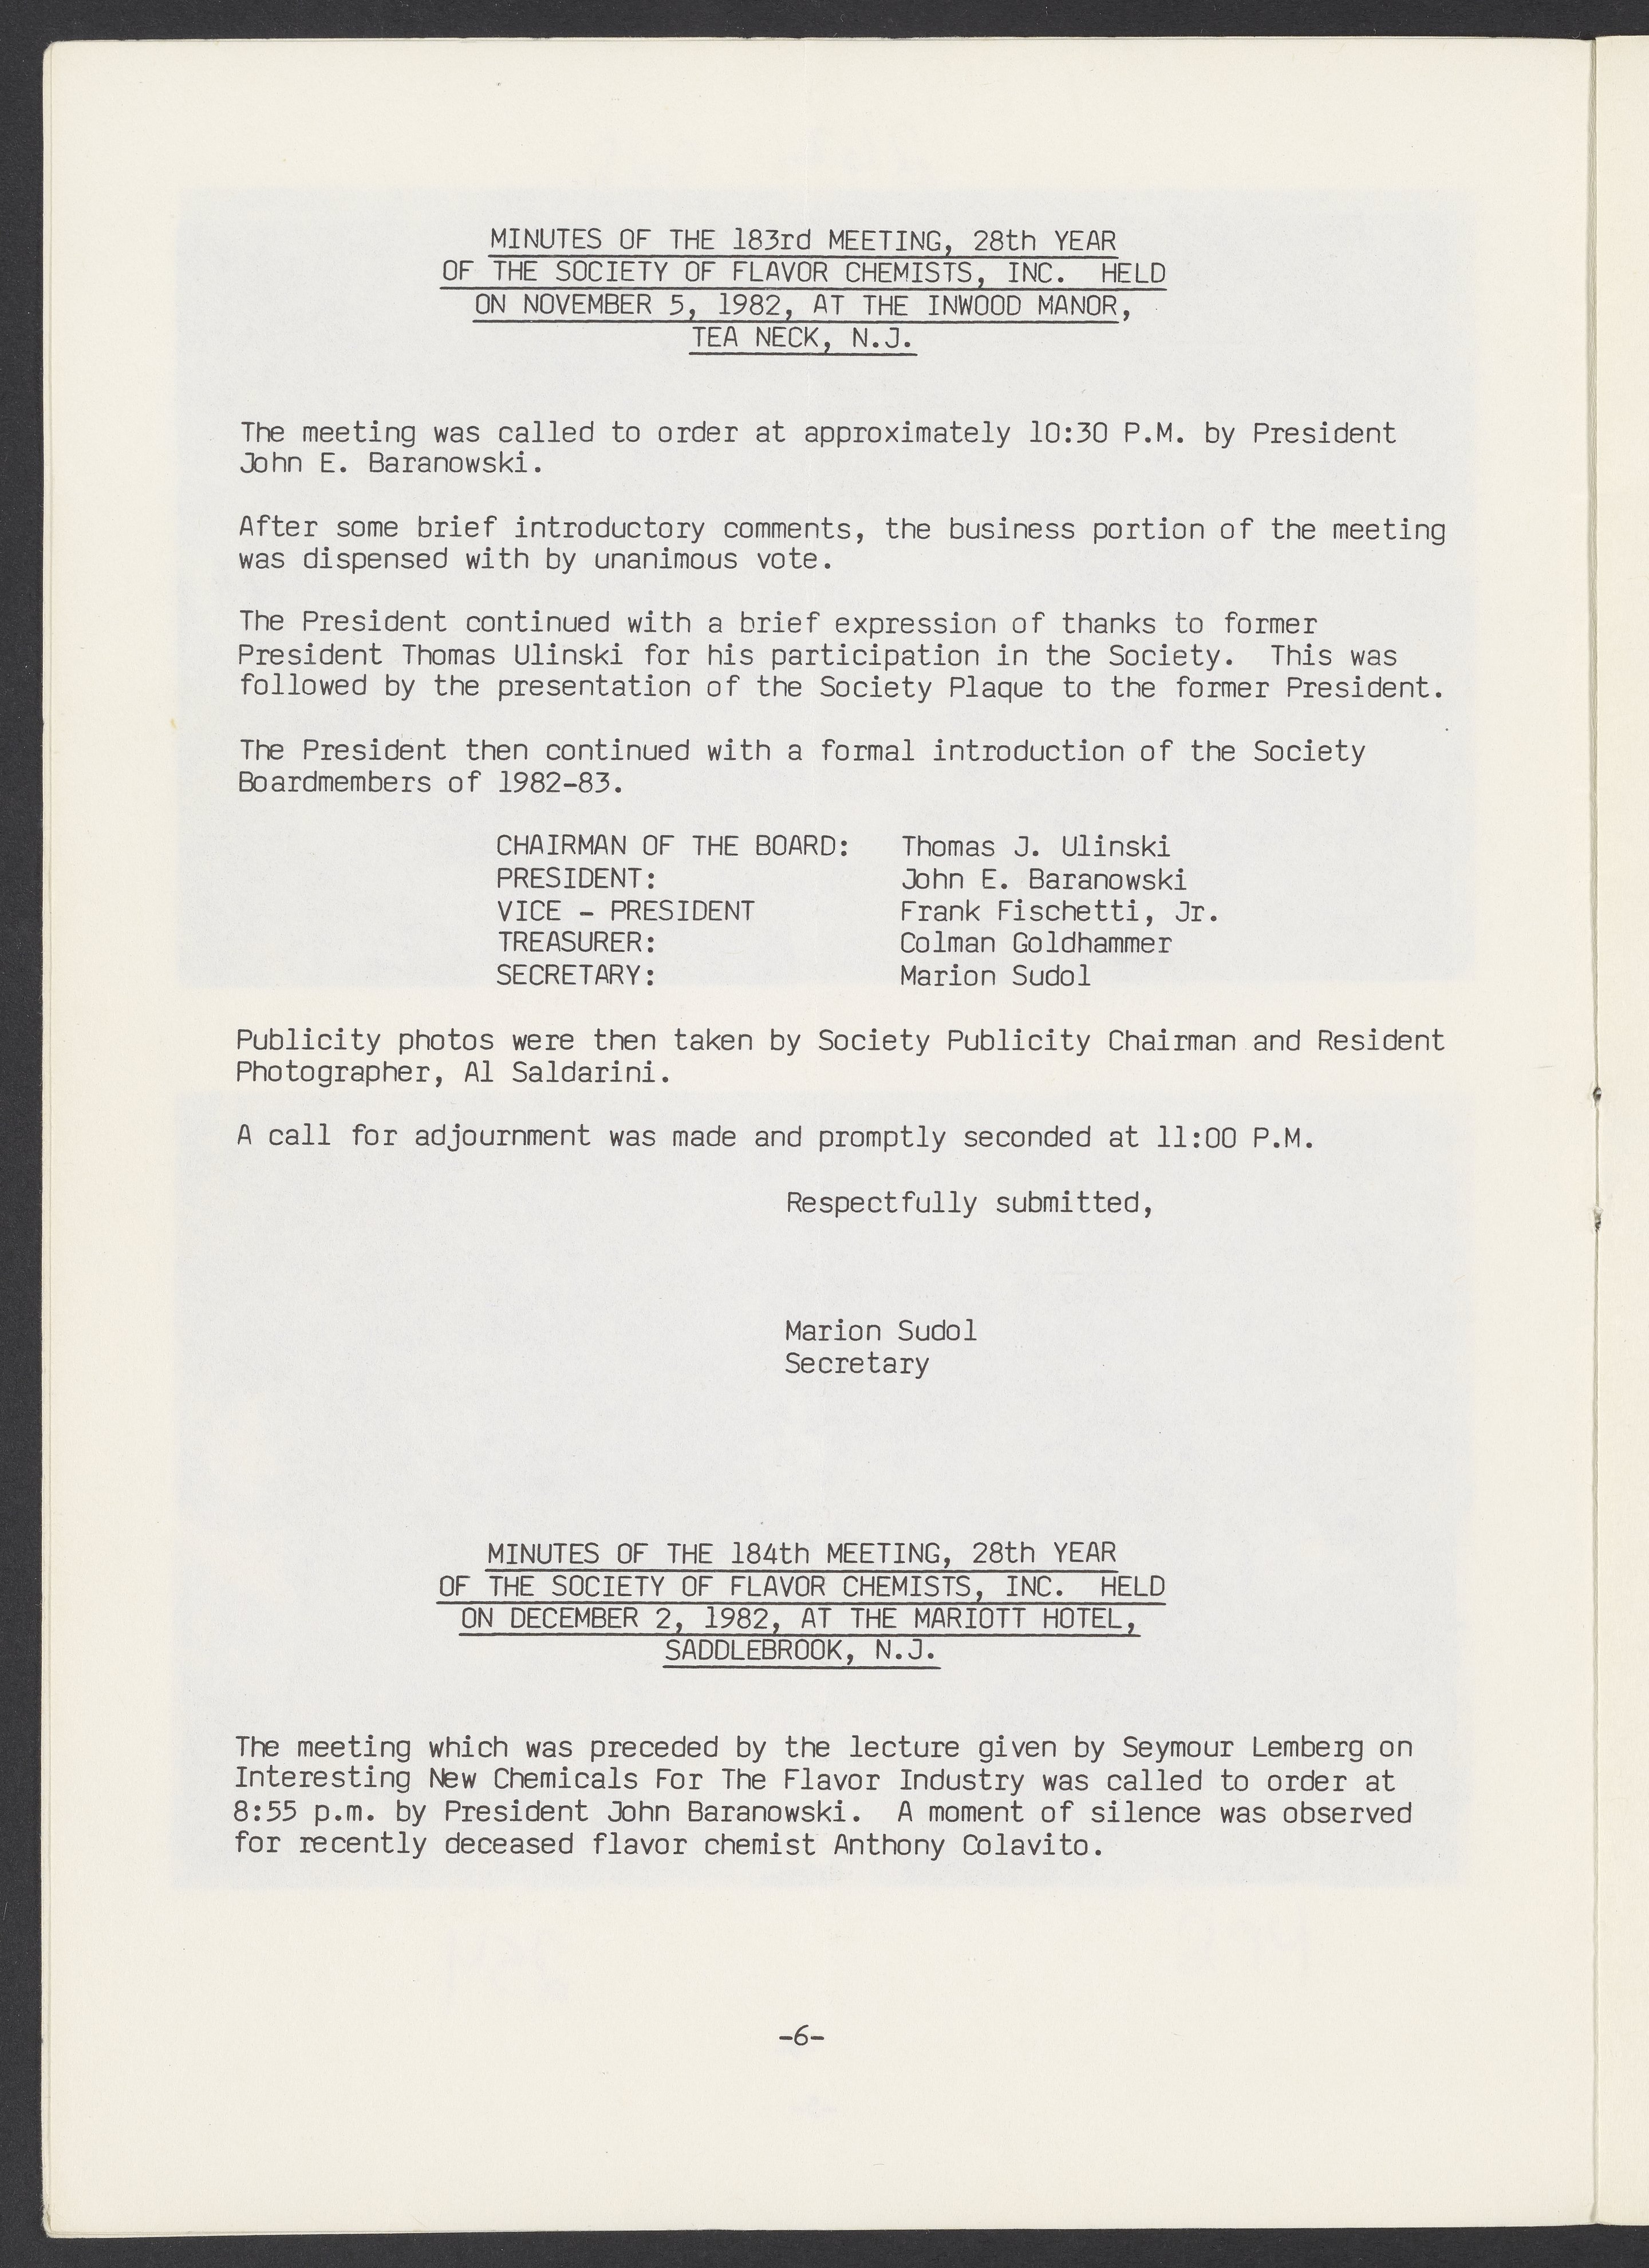 MINUTES OF THE 183rd MEETING, 28th YEAR
OF THE SOCIETY OF FLAVOR CHEMISTS, INC. HELD
ON NOVEMBER 5, 1982, AT THE INWOOD MANOR,
TEA NECK, N.J.
The meeting was called to order at approximately 10:30 P.M. by President
John E. Baranowski.
After some brief introductory comments, the business portion of the meeting
was dispensed with by unanimous vote.
The President continued with a brief expression of thanks to former
President Thomas Ulinski for his participation in the Society. This was
followed by the presentation of the Society Plaque to the former President.
The President then continued with a formal introduction of the Society
Boardmembers of 1982-83.
CHAIRMAN OF THE BOARD: Thomas J. Ulinski
PRESIDENT: John E. Baranowski
VICE - PRESIDENT Frank Fischetti, Jr.
TREASURER: Colman Goldhammer
SECRETARY: Marion Sudol
Publicity photos were then taken by Society Publicity Chairman and Resident
Photographer, Al Saldarini.
A call for adjournment was made and promptly seconded at 11:00 P.M.
Respectfully submitted,
Marion Sudol
Secretary
MINUTES OF THE 184th MEETING, 28th YEAR
OF THE SOCIETY OF FLAVOR CHEMISTS, INC. HELD
ON DECEMBER 2, 1982, AT THE MARIOTT HOTEL,
SADDLEBROOK, N.J.
The meeting which was preceded by the lecture given by Seymour Lemberg on
Interesting New Chemicals For The Flavor Industry was called to order at
8:55 p.m. by President John Baranowski. A moment of silence was observed
for recently deceased flavor chemist Anthony Colavito.
-6-